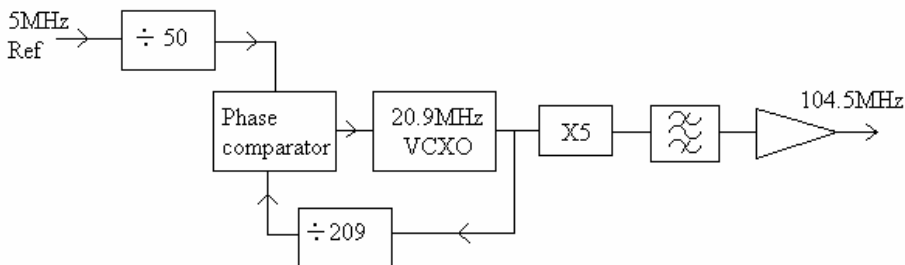 5MHz
Ref
÷ 50
Phase
comparator
20.9MHz
VCXO
X5
104.5MHz
÷209